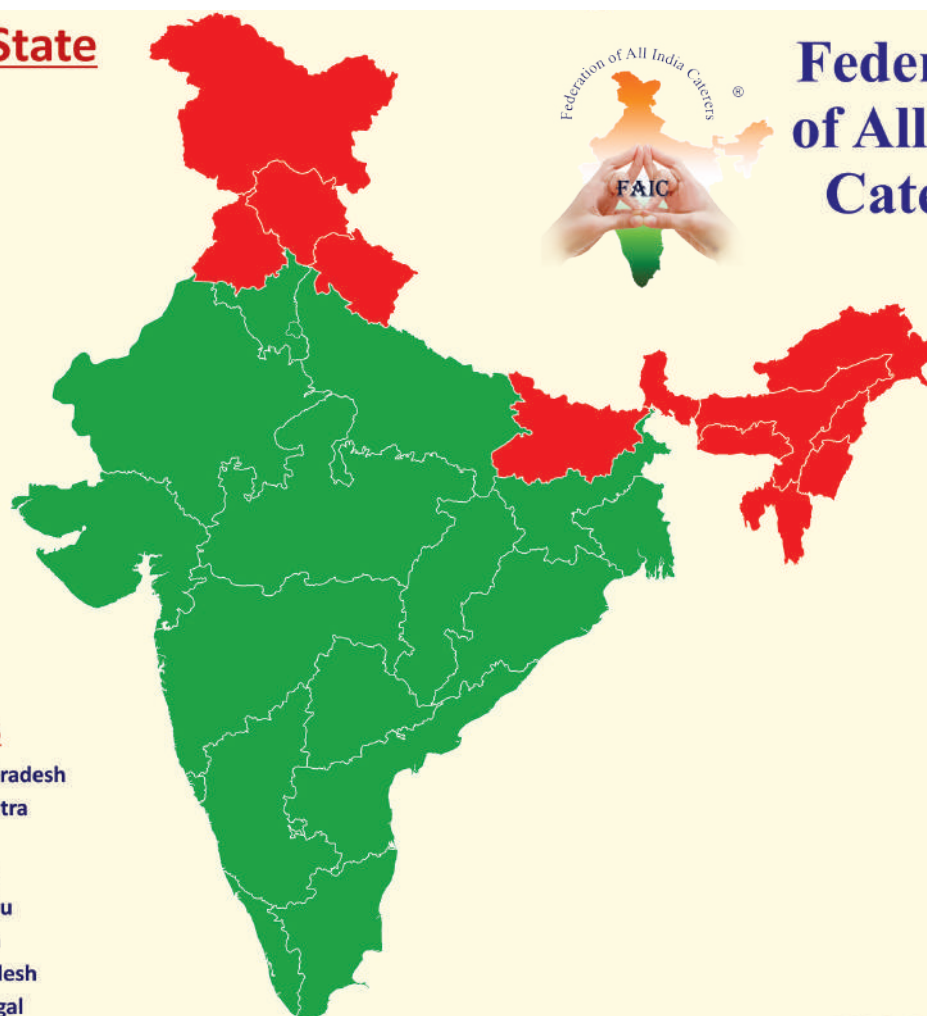 State
Federation of All India Caterers
®
FAIC
Feder
of All
Cate
radesh
tra
u
desh
gal